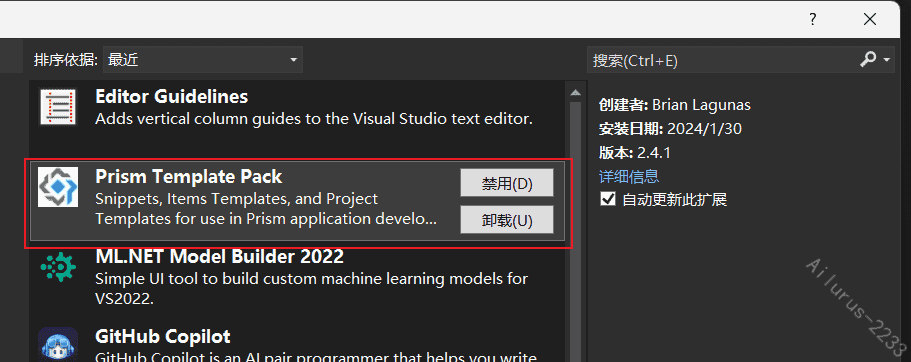 ?
排序依据: 最近
搜索(Ctrl+E)
Editor Guidelines
Adds vertical column guides to the Visual Studio text editor.
Prism Template Pack
Snippets, Items Templates, and Project
Templates for use in Prism application develo...
禁用(D)
卸载(U)
ML.NET Model Builder 2022
Simple UI tool to build custom machine learning models for
VS2022.
GitHub Copilot
GitHub Copilot is an AI pair programmer that helps you write
创建者: Brian Lagunas
安装日期: 2024/1/30
版本: 2.4.1
详细信息
自动更新此扩展
Ailurus-2233